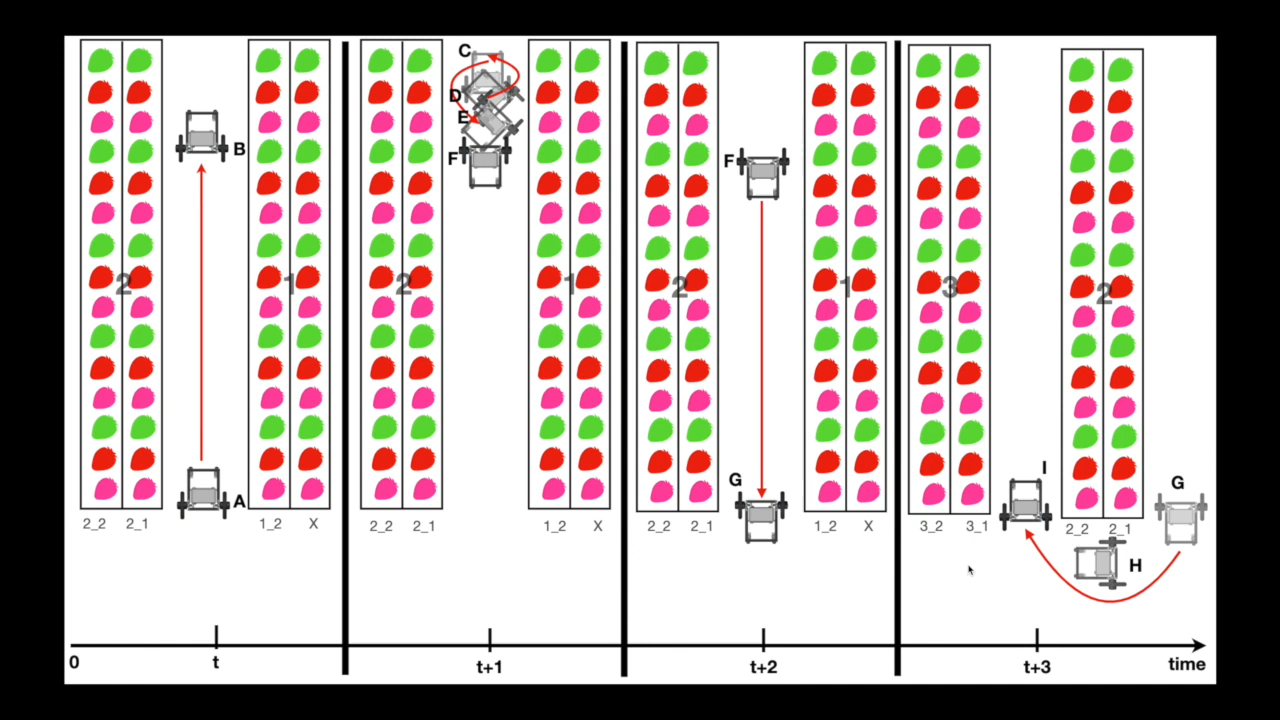 C
D
E
F
B
A
2
1
2_2 2_1
1_2 X
2
1
2_2 2_1
1_2 X
F
G
2
1
2_2 2_1
1_2 X
3
2
I
G
H
3_2 3_1
2_2 2_1
0 t t+1 t+2 t+3 time